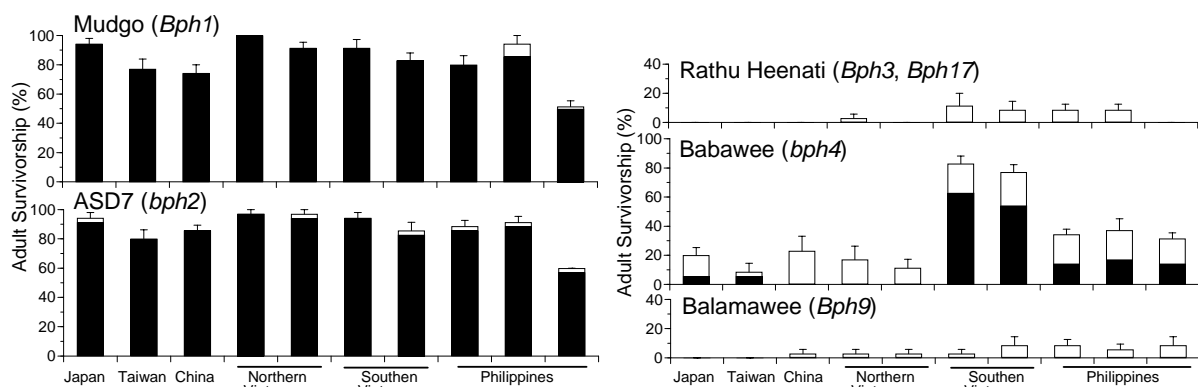 Mudgo (Bph1)
100
80
60
40
20
0
ASD7 (bph2)
100
80
60
40
20
0
Adult Survivorship (%)
Japan Taiwan China Northern Southen Philippines
Rathu Heenati (Bph3, Bph17)
40
20
0
Babawee (bph4)
100
80
60
40
20
0
Balamawee (Bph9)
40
20
0
Adult Survivorship (%)
Japan Taiwan China Northern Southen Philippines